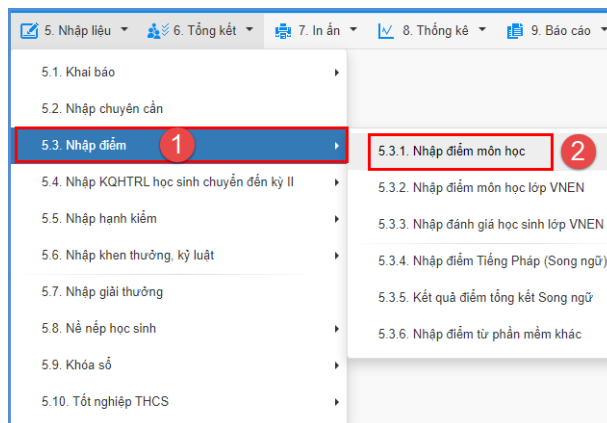 5. Nhập liệu 6. Tổng kết 7. In ấn 8. Thống kê 9. Báo cáo
5.1. Khai báo
5.2. Nhập chuyên cần
5.3. Nhập điểm 1
5.3.1. Nhập điểm môn học 2
5.4. Nhập KQHTRL học sinh chuyển đến kỳ II
5.3.2. Nhập điểm môn học lớp VNEN
5.5. Nhập hạnh kiểm
5.3.3. Nhập đánh giá học sinh lớp VNEN
5.6. Nhập khen thưởng, kỷ luật
5.3.4. Nhập điểm Tiếng Pháp (Song ngữ)
5.7. Nhập giải thưởng
5.3.5. Kết quả điểm tổng kết Song ngữ
5.8. Nề nếp học sinh
5.3.6. Nhập điểm từ phần mềm khác
5.9. Khóa sổ
5.10. Tốt nghiệp THCS